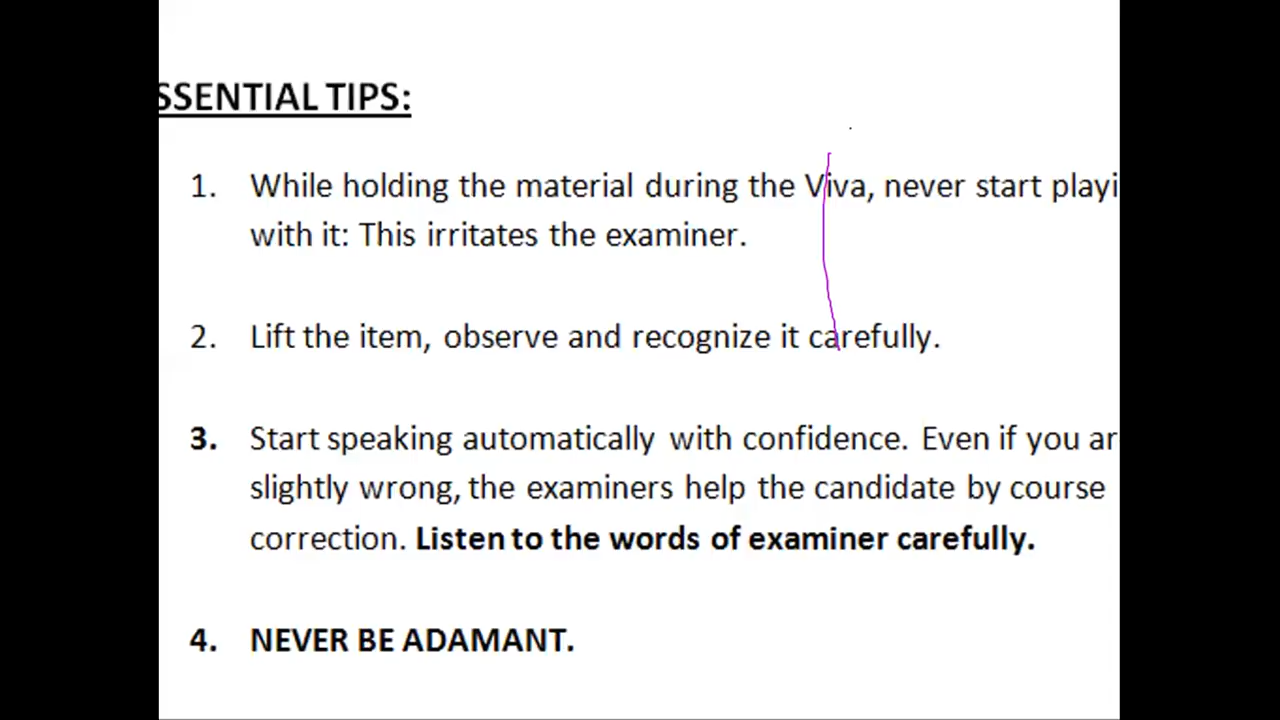 SSENTIAL TIPS:
1. While holding the material during the Viva, never start playi
with it: This irritates the examiner.
2. Lift the item, observe and recognize it carefully.
3. Start speaking automatically with confidence. Even if you ar
slightly wrong, the examiners help the candidate by course
correction. Listen to the words of examiner carefully.
4. NEVER BE ADAMANT.